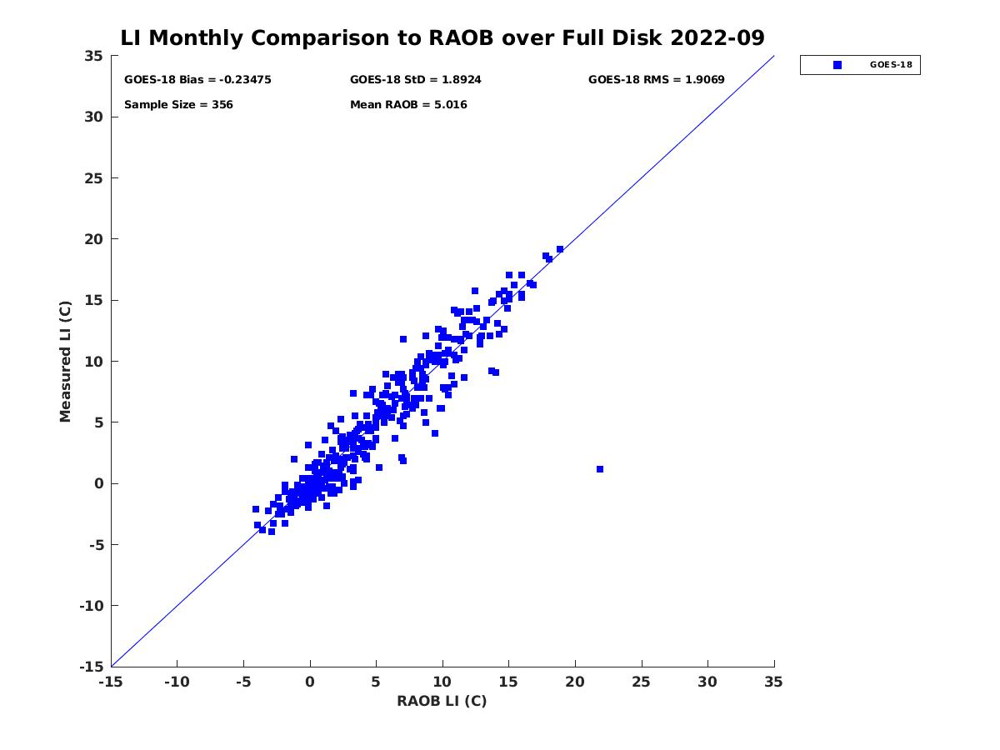 LI Monthly Comparison to RAOB over Full Disk 2022-09
GOES-18
GOES-18 Bias = -0.23475
GOES-18 StD = 1.8924
GOES-18 RMS = 1.9069
Sample Size = 356
Mean RAOB = 5.016
Measured LI (C)
35
30
25
20
15
10
5
0
-5
-10
-15
-15 -10 -5 0 5 10 15 20 25 30 35
RAOB LI (C)